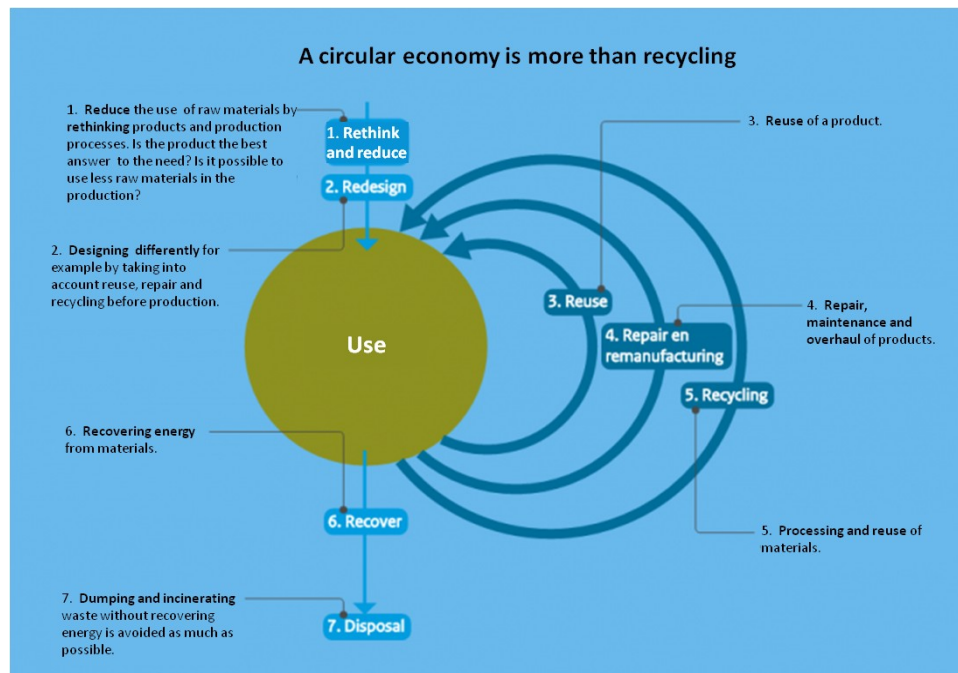 A circular economy is more than recycling
1. Reduce the use of raw materials by
rethinking products and production
processes. Is the product the best
answer to the need? Is it possible to
use less raw materials in the
production?
1. Rethink
and reduce
2. Redesign
3. Reuse of a product.
2. Designing differently for
example by taking into
account reuse, repair and
recycling before production.
Use
3. Reuse
4. Repair en
remanufacturing
4. Repair,
maintenance and
overhaul of products.
5. Recycling
6. Recovering energy
from materials.
6. Recover
5. Processing and reuse of
materials.
7. Dumping and incinerating
waste without recovering
energy is avoided as much as
possible.
7. Disposal